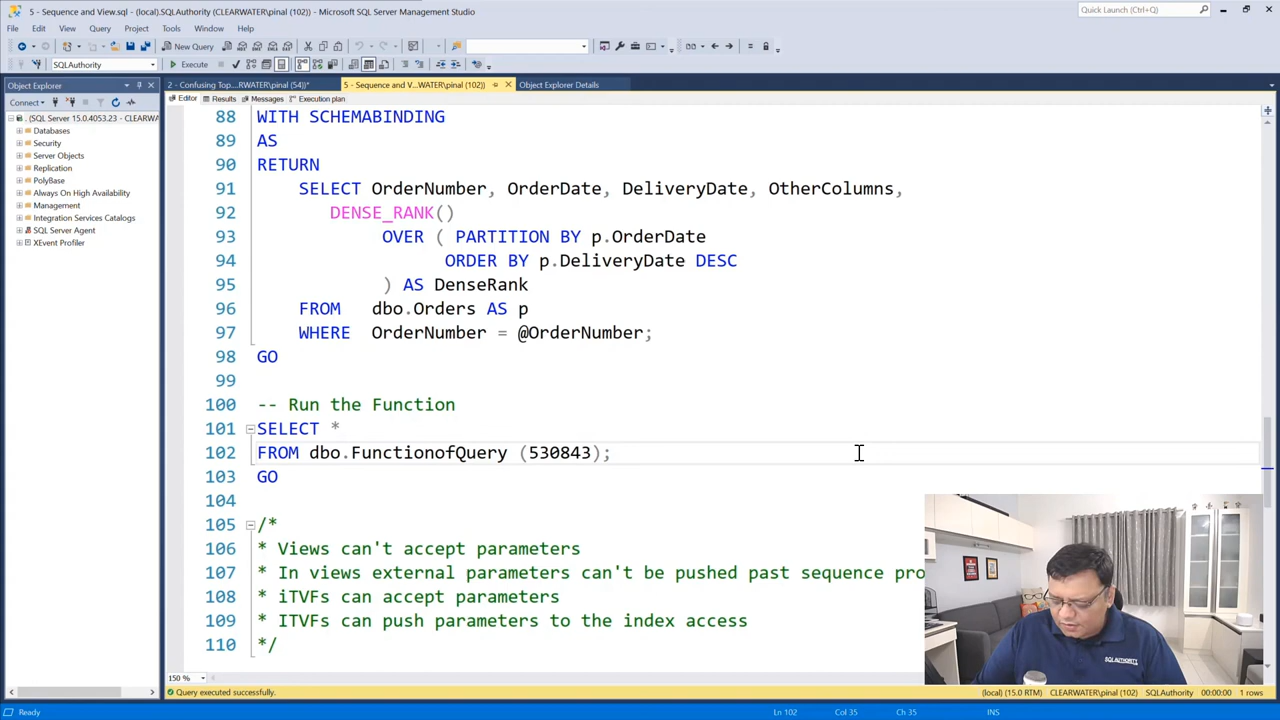 5 - Sequence and View.sql - (local).SQLAuthority (CLEARWATER\pinal (102)) - Microsoft SQL Server Management Studio
Quick Launch (Ctrl+Q)
File Edit View Query Project Tools Window Help
New Query
SQLAuthority Execute
Object Explorer
2 - Confusing Top...RWATER\pinal (54))* 5 - Sequence and V...WATER\pinal (102)) Object Explorer Details
Editor Results Messages Execution plan
Connect
. (SQL Server 15.0.4053.23 - CLEARWA
Databases
Security
Server Objects
Replication
PolyBase
Always On High Availability
Management
Integration Services Catalogs
SQL Server Agent
XEvent Profiler
88 WITH SCHEMABINDING
89 AS
90 RETURN
91 SELECT OrderNumber, OrderDate, DeliveryDate, OtherColumns,
92 DENSE_RANK()
93 OVER ( PARTITION BY p.OrderDate
94 ORDER BY p.DeliveryDate DESC
95 ) AS DenseRank
96 FROM dbo.Orders AS p
97 WHERE OrderNumber = @OrderNumber;
98 GO
99
100 -- Run the Function
101 SELECT *
102 FROM dbo.FunctionofQuery (530843);
103 GO
104
105 /*
106 * Views can't accept parameters
107 * In views external parameters can't be pushed past sequence pro
108 * iTVFs can accept parameters
109 * ITVFs can push parameters to the index access
110 */
SQLAUTHORITY
150 %
Query executed successfully. (local) (15.0 RTM) CLEARWATER\pinal (102) SQLAuthority 00:00:00 1 rows
Ready Ln 102 Col 35 Ch 35 INS